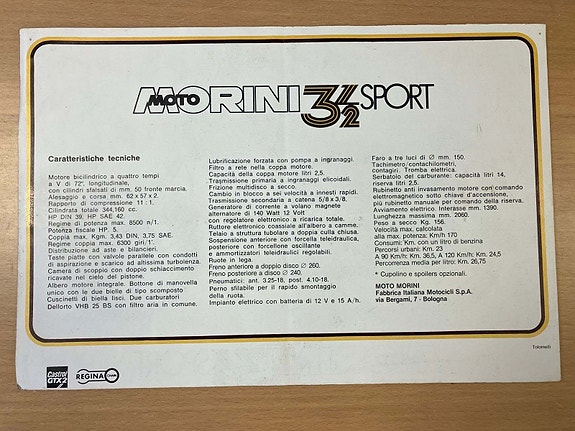 MOTO MORINI 3½ SPORT
Caratteristiche tecniche
Motore bicilindrico a quattro tempi
a V di 72°, longitudinale,
con cilindri sfalsati di mm. 50 fronte marcia.
Alesaggio e corsa mm. 62 x 57 x 2.
Rapporto di compressione 11 : 1.
Cilindrata totale 344,160 cc.
HP DIN 39, HP SAE 42.
Regime di potenza max. 8500 n/1.
Potenza fiscale HP. 5.
Coppia max. Kgm. 3,43 DIN, 3,75 SAE.
Regime coppia max. 6300 giri/1'.
Distribuzione ad aste e bilancieri.
Teste piatte con valvole parallele con condotti
di aspirazione e scarico ad altissima turbolenza.
Camera di scoppio con doppio schiacciamento
ricavate nel cielo del pistone.
Albero motore integrale. Bottone di manovella
unico con le due bielle di tipo scomposto
Cuscinetti di biella lisci. Due carburatori
Dellorto VHB 25 BS con filtro aria in comune.
Lubrificazione forzata con pompa a ingranaggi.
Filtro a rete nella coppa motore.
Capacità della coppa motore litri 2,5.
Trasmissione primaria a ingranaggi elicoidali.
Frizione multidisco a secco.
Cambio in blocco a sei velocità a innesti rapidi.
Trasmissione secondaria a catena 5/8 x 3/8.
Generatore di corrente a volano magnete
alternatore di 140 Watt 12 Volt
con regolatore elettronico a ricarica totale.
Ruttore elettronico coassiale all'albero a camme.
Telaio a struttura tubolare a doppia culla chiusa.
Sospensione anteriore con forcella teleidraulica,
posteriore con forcellone oscillante
e ammortizzatori teleidraulici regolabili.
Ruote in lega.
Freno anteriore a doppio disco ∅ 260.
Freno posteriore a disco ∅ 240.
Pneumatici: ant. 3.25-18, post. 4.10-18.
Perno sfilabile per il rapido smontaggio
della ruota.
Impianto elettrico con batteria di 12 V e 15 A/h.
Faro a tre luci di ∅ mm. 150.
Tachimetro/contachilometri,
contagiri. Tromba elettrica.
Serbatoio del carburante: capacità litri 14,
riserva litri 2,5.
Rubinetto anti invasamento motore con comando
elettromagnetico sotto chiave d'accensione,
più rubinetto manuale per comando della riserva.
Avviamento elettrico. Interasse mm. 1390.
Lunghezza massima mm. 2060.
Peso a secco Kg. 156.
Velocità max. calcolata
alla max. potenza: Km/h 170
Consumi: Km. con un litro di benzina
Percorsi urbani: Km. 23
A 90 Km/h: Km. 36,5, A 120 Km/h: Km. 24,5
Percorrenza media per litro: Km. 26,75
* Cupolino e spoilers opzionali.
MOTO MORINI
Fabbrica Italiana Motocicli S.p.A.
via Bergami, 7 - Bologna
Tolomelli
Castrol
GTX2
REGINA CHAIN